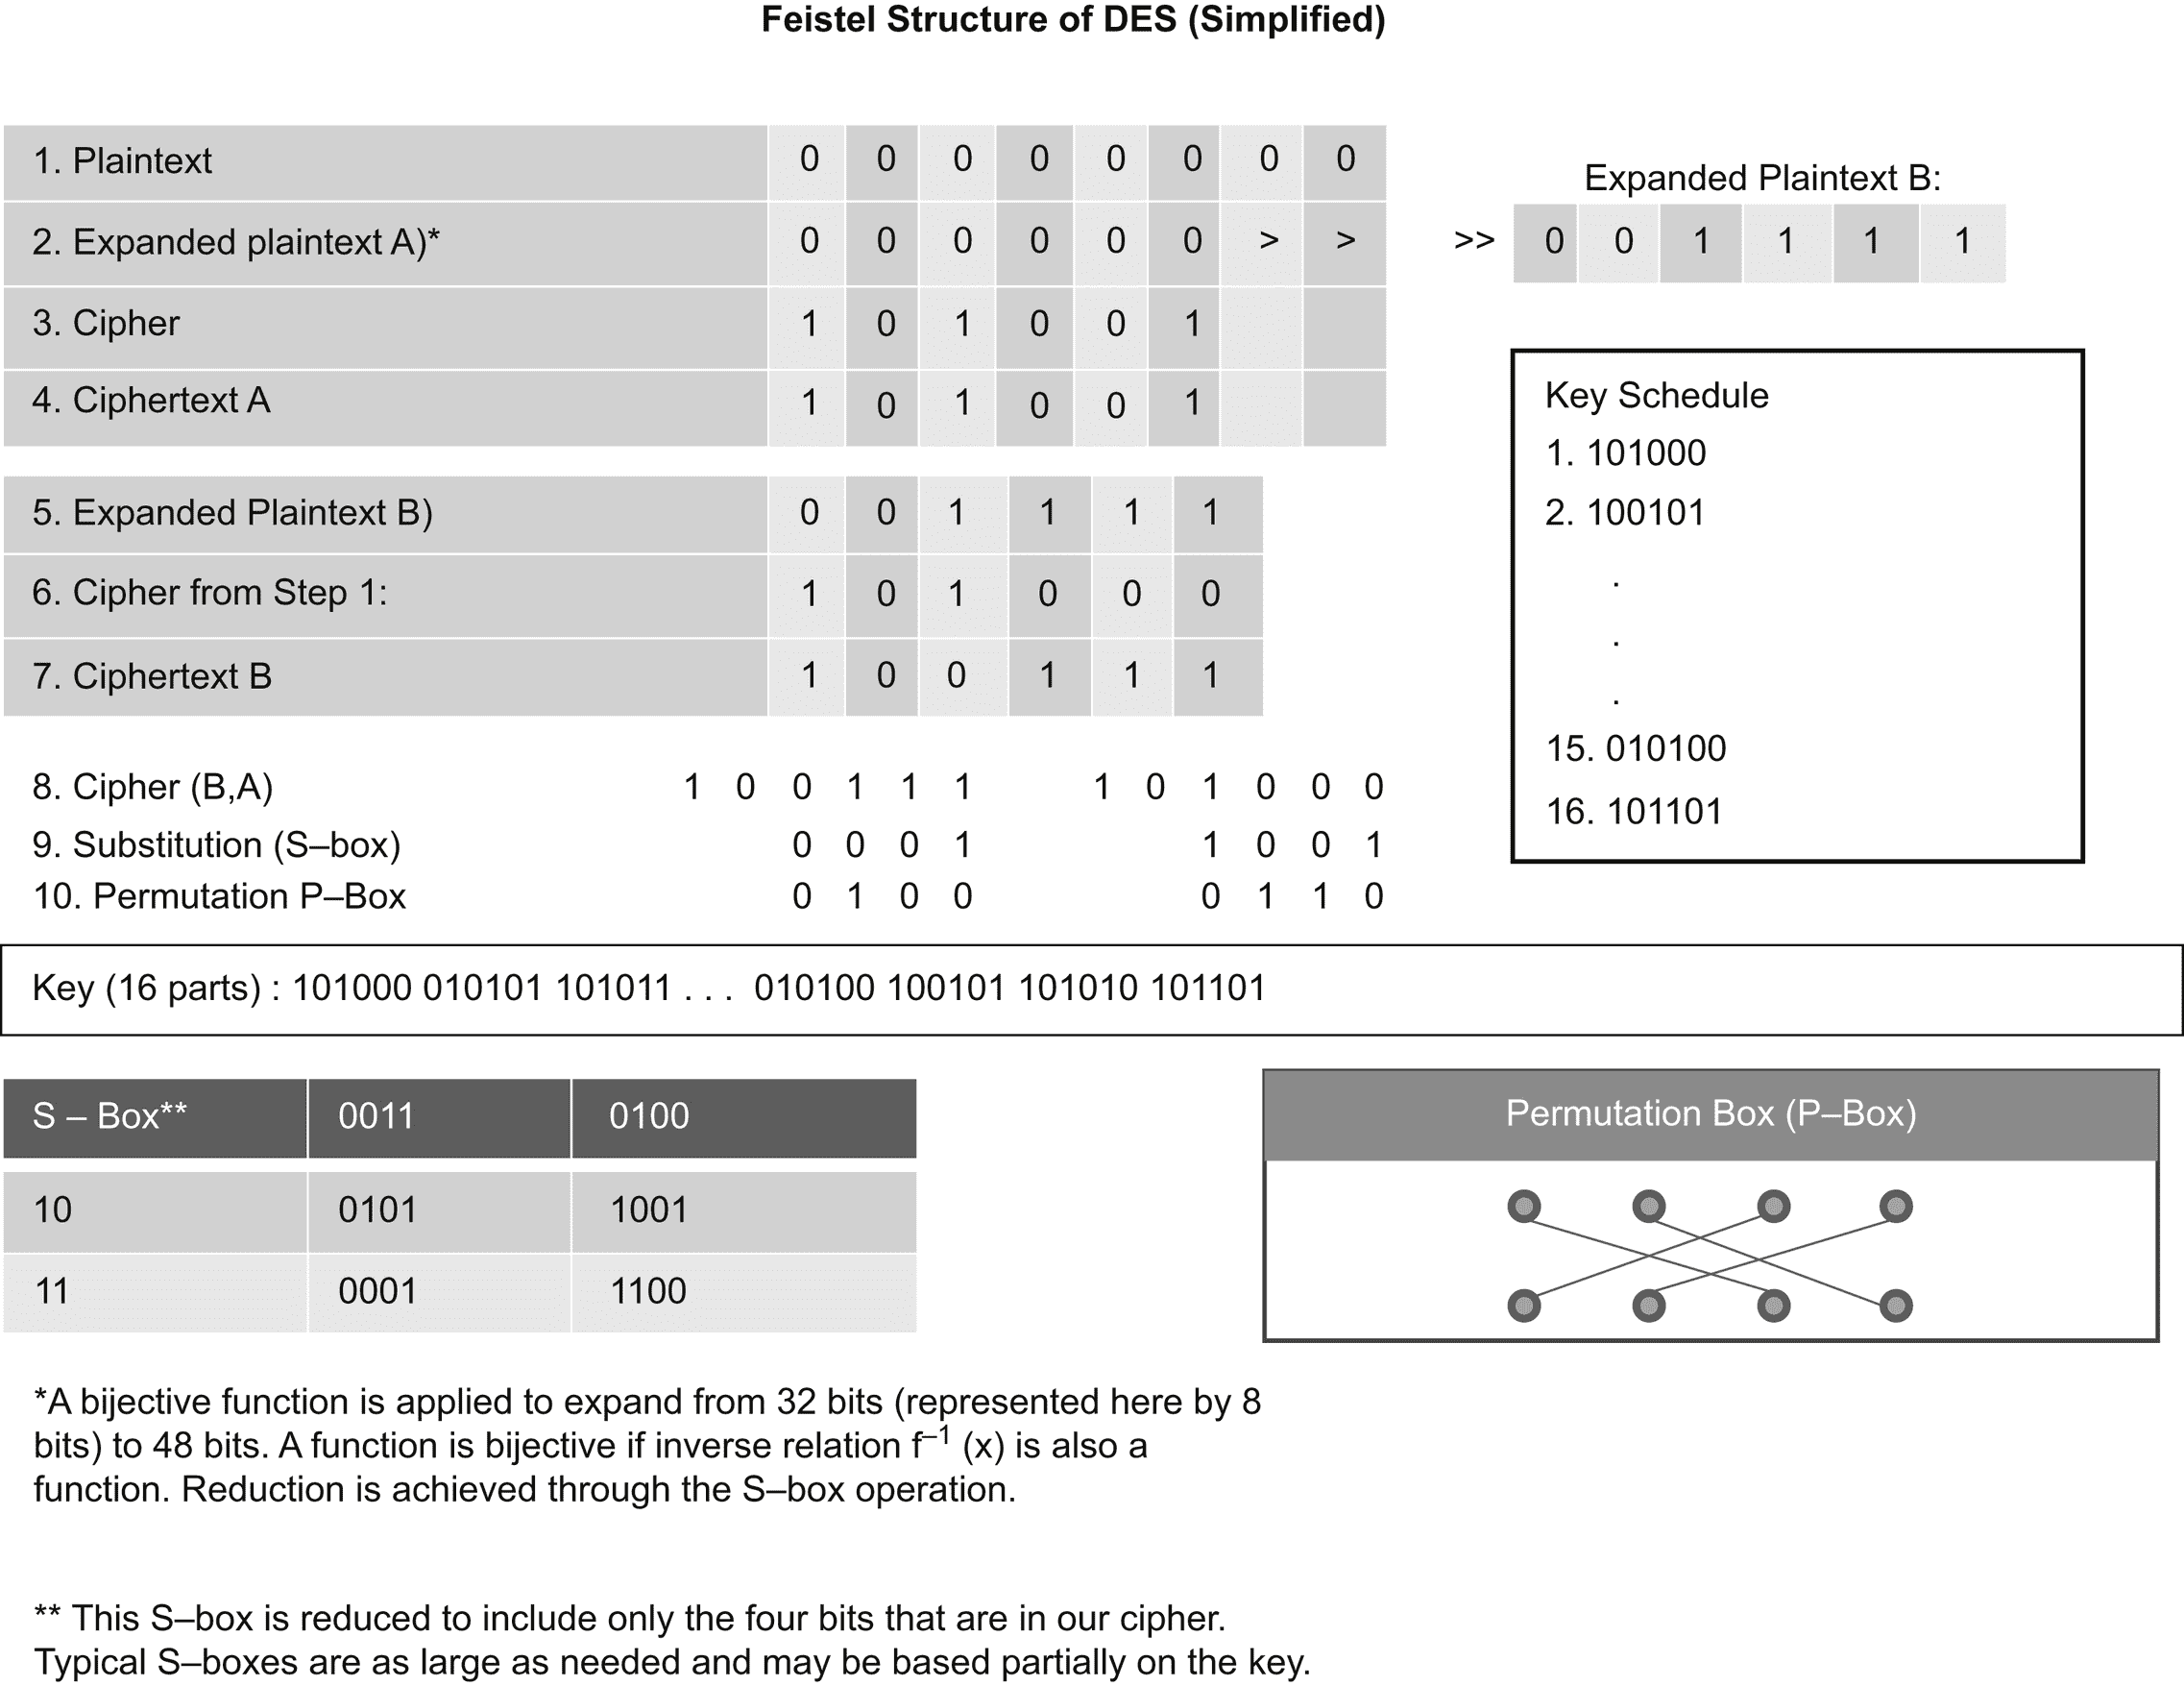 Feistel Structure of DES (Simplified)
1. Plaintext 0 0 0 0 0 0 0 0
Expanded Plaintext B:
2. Expanded plaintext A)* 0 0 0 0 0 0 > > >> 0 0 1 1 1 1
3. Cipher 1 0 1 0 0 1
4. Ciphertext A 1 0 1 0 0 1
5. Expanded Plaintext B) 0 0 1 1 1 1
6. Cipher from Step 1: 1 0 1 0 0 0
7. Ciphertext B 1 0 0 1 1 1
8. Cipher (B,A) 1 0 0 1 1 1 1 0 1 0 0 0
9. Substitution (S–box) 0 0 0 1 1 0 0 1
10. Permutation P–Box 0 1 0 0 0 1 1 0
Key Schedule
1. 101000
2. 100101
.
.
.
15. 010100
16. 101101
Key (16 parts) : 101000 010101 101011 . . . 010100 100101 101010 101101
S – Box** 0011 0100
10 0101 1001
11 0001 1100
Permutation Box (P–Box)
*A bijective function is applied to expand from 32 bits (represented here by 8
bits) to 48 bits. A function is bijective if inverse relation f⁻¹ (x) is also a
function. Reduction is achieved through the S–box operation.
** This S–box is reduced to include only the four bits that are in our cipher.
Typical S–boxes are as large as needed and may be based partially on the key.